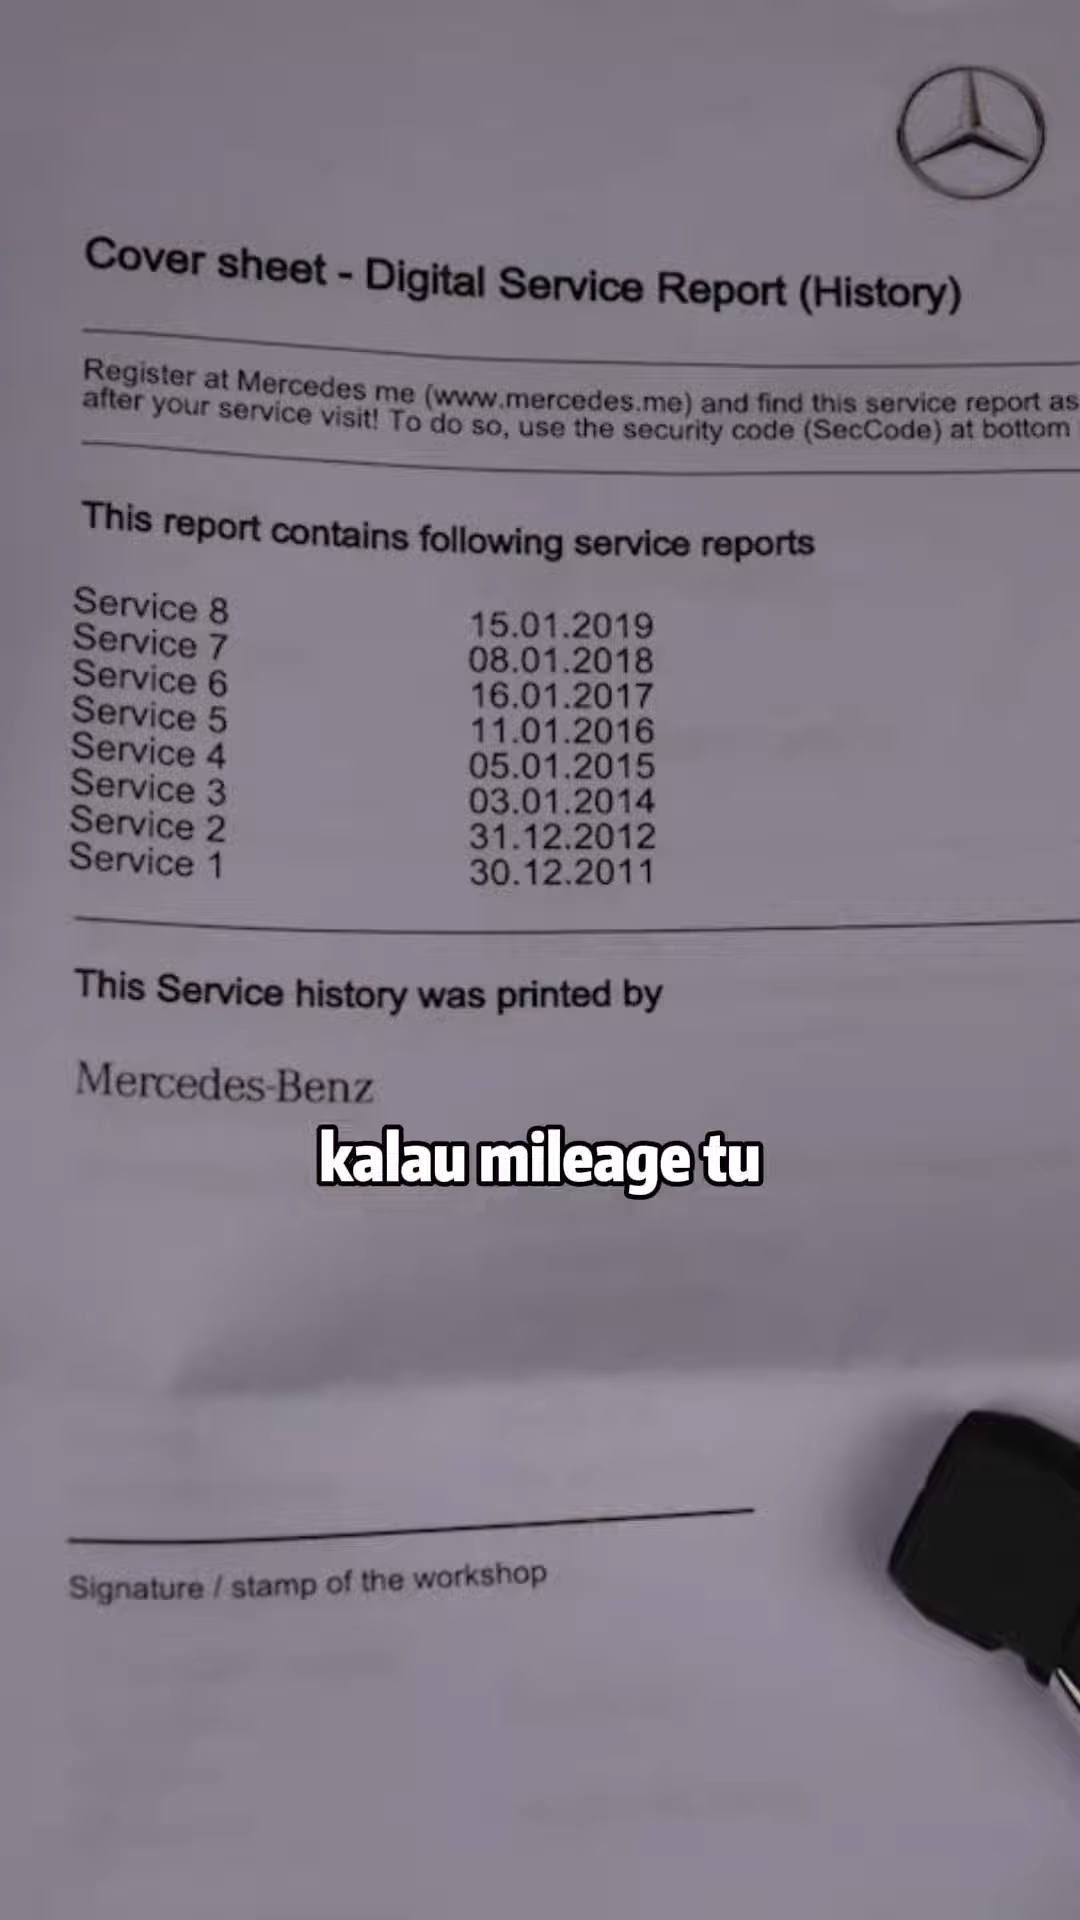 Cover sheet - Digital Service Report (History)
Register at Mercedes me (www.mercedes.me) and find this service report as
after your service visit! To do so, use the security code (SecCode) at bottom
This report contains following service reports
Service 8 15.01.2019
Service 7 08.01.2018
Service 6 16.01.2017
Service 5 11.01.2016
Service 4 05.01.2015
Service 3 03.01.2014
Service 2 31.12.2012
Service 1 30.12.2011
This Service history was printed by
Mercedes-Benz
kalau mileage tu
Signature / stamp of the workshop